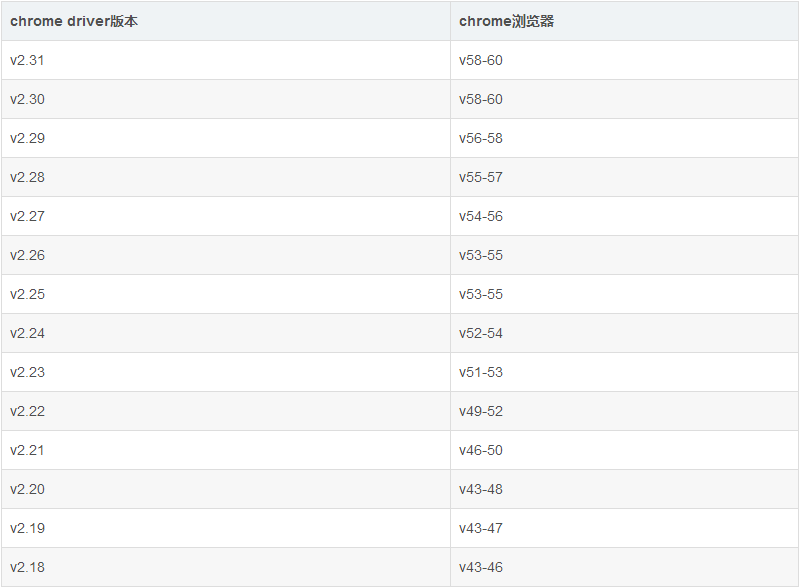 chrome driver版本 chrome浏览器
v2.31 v58-60
v2.30 v58-60
v2.29 v56-58
v2.28 v55-57
v2.27 v54-56
v2.26 v53-55
v2.25 v53-55
v2.24 v52-54
v2.23 v51-53
v2.22 v49-52
v2.21 v46-50
v2.20 v43-48
v2.19 v43-47
v2.18 v43-46